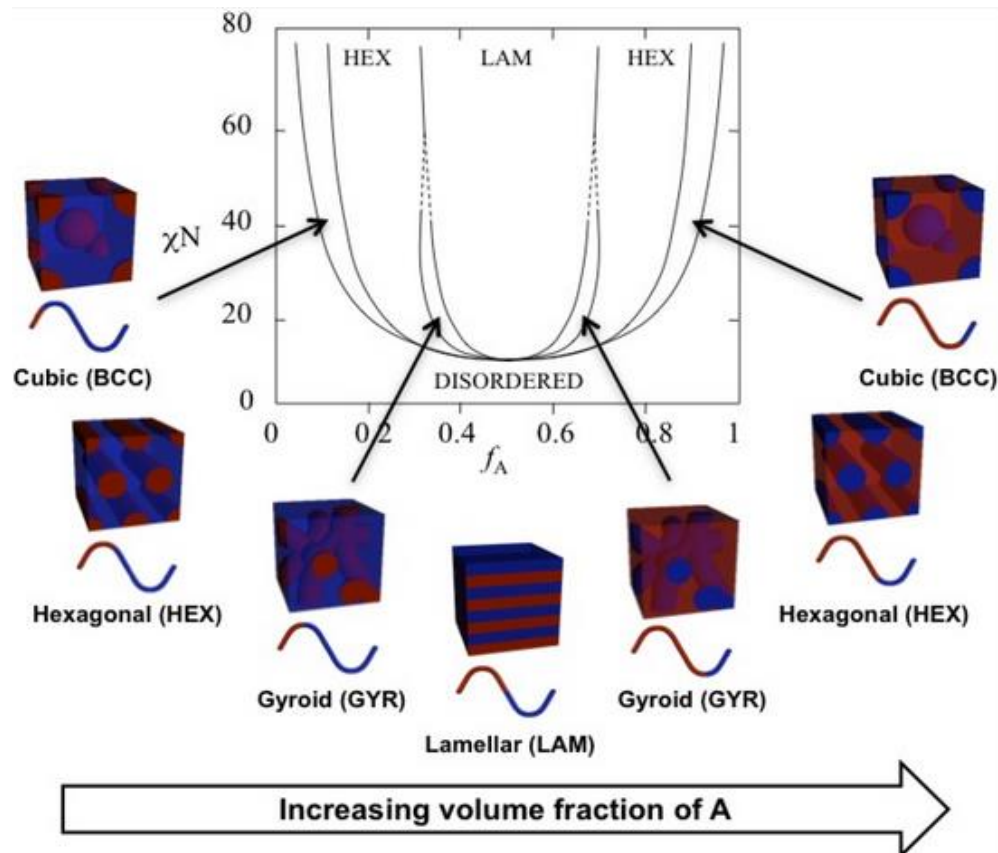 80
HEX LAM HEX
60
40
χN
20
DISORDERED
0
0 0.2 0.4 0.6 0.8 1
fA
Cubic (BCC)
Cubic (BCC)
Hexagonal (HEX)
Hexagonal (HEX)
Gyroid (GYR)
Gyroid (GYR)
Lamellar (LAM)
Increasing volume fraction of A